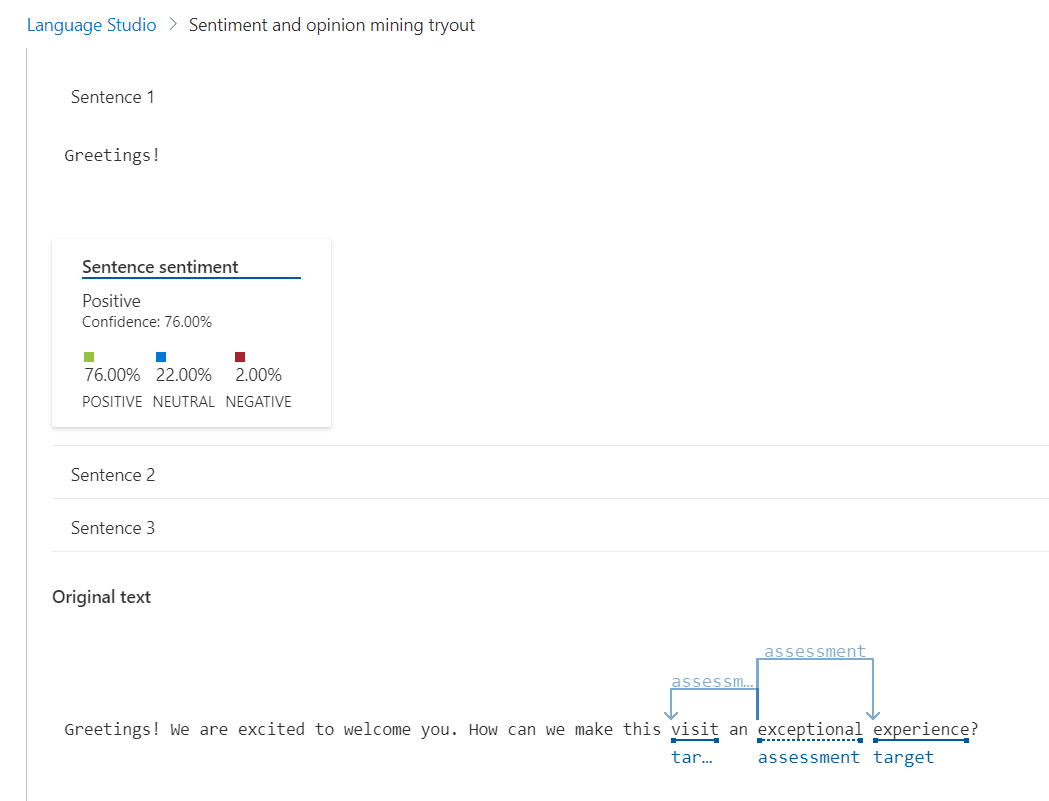 Language Studio > Sentiment and opinion mining tryout
Sentence 1
Greetings!
Sentence sentiment
Positive
Confidence: 76.00%
76.00% 22.00% 2.00%
POSITIVE NEUTRAL NEGATIVE
Sentence 2
Sentence 3
Original text
assessment
assessm...
Greetings! We are excited to welcome you. How can we make this visit an exceptional experience?
tar... assessment target